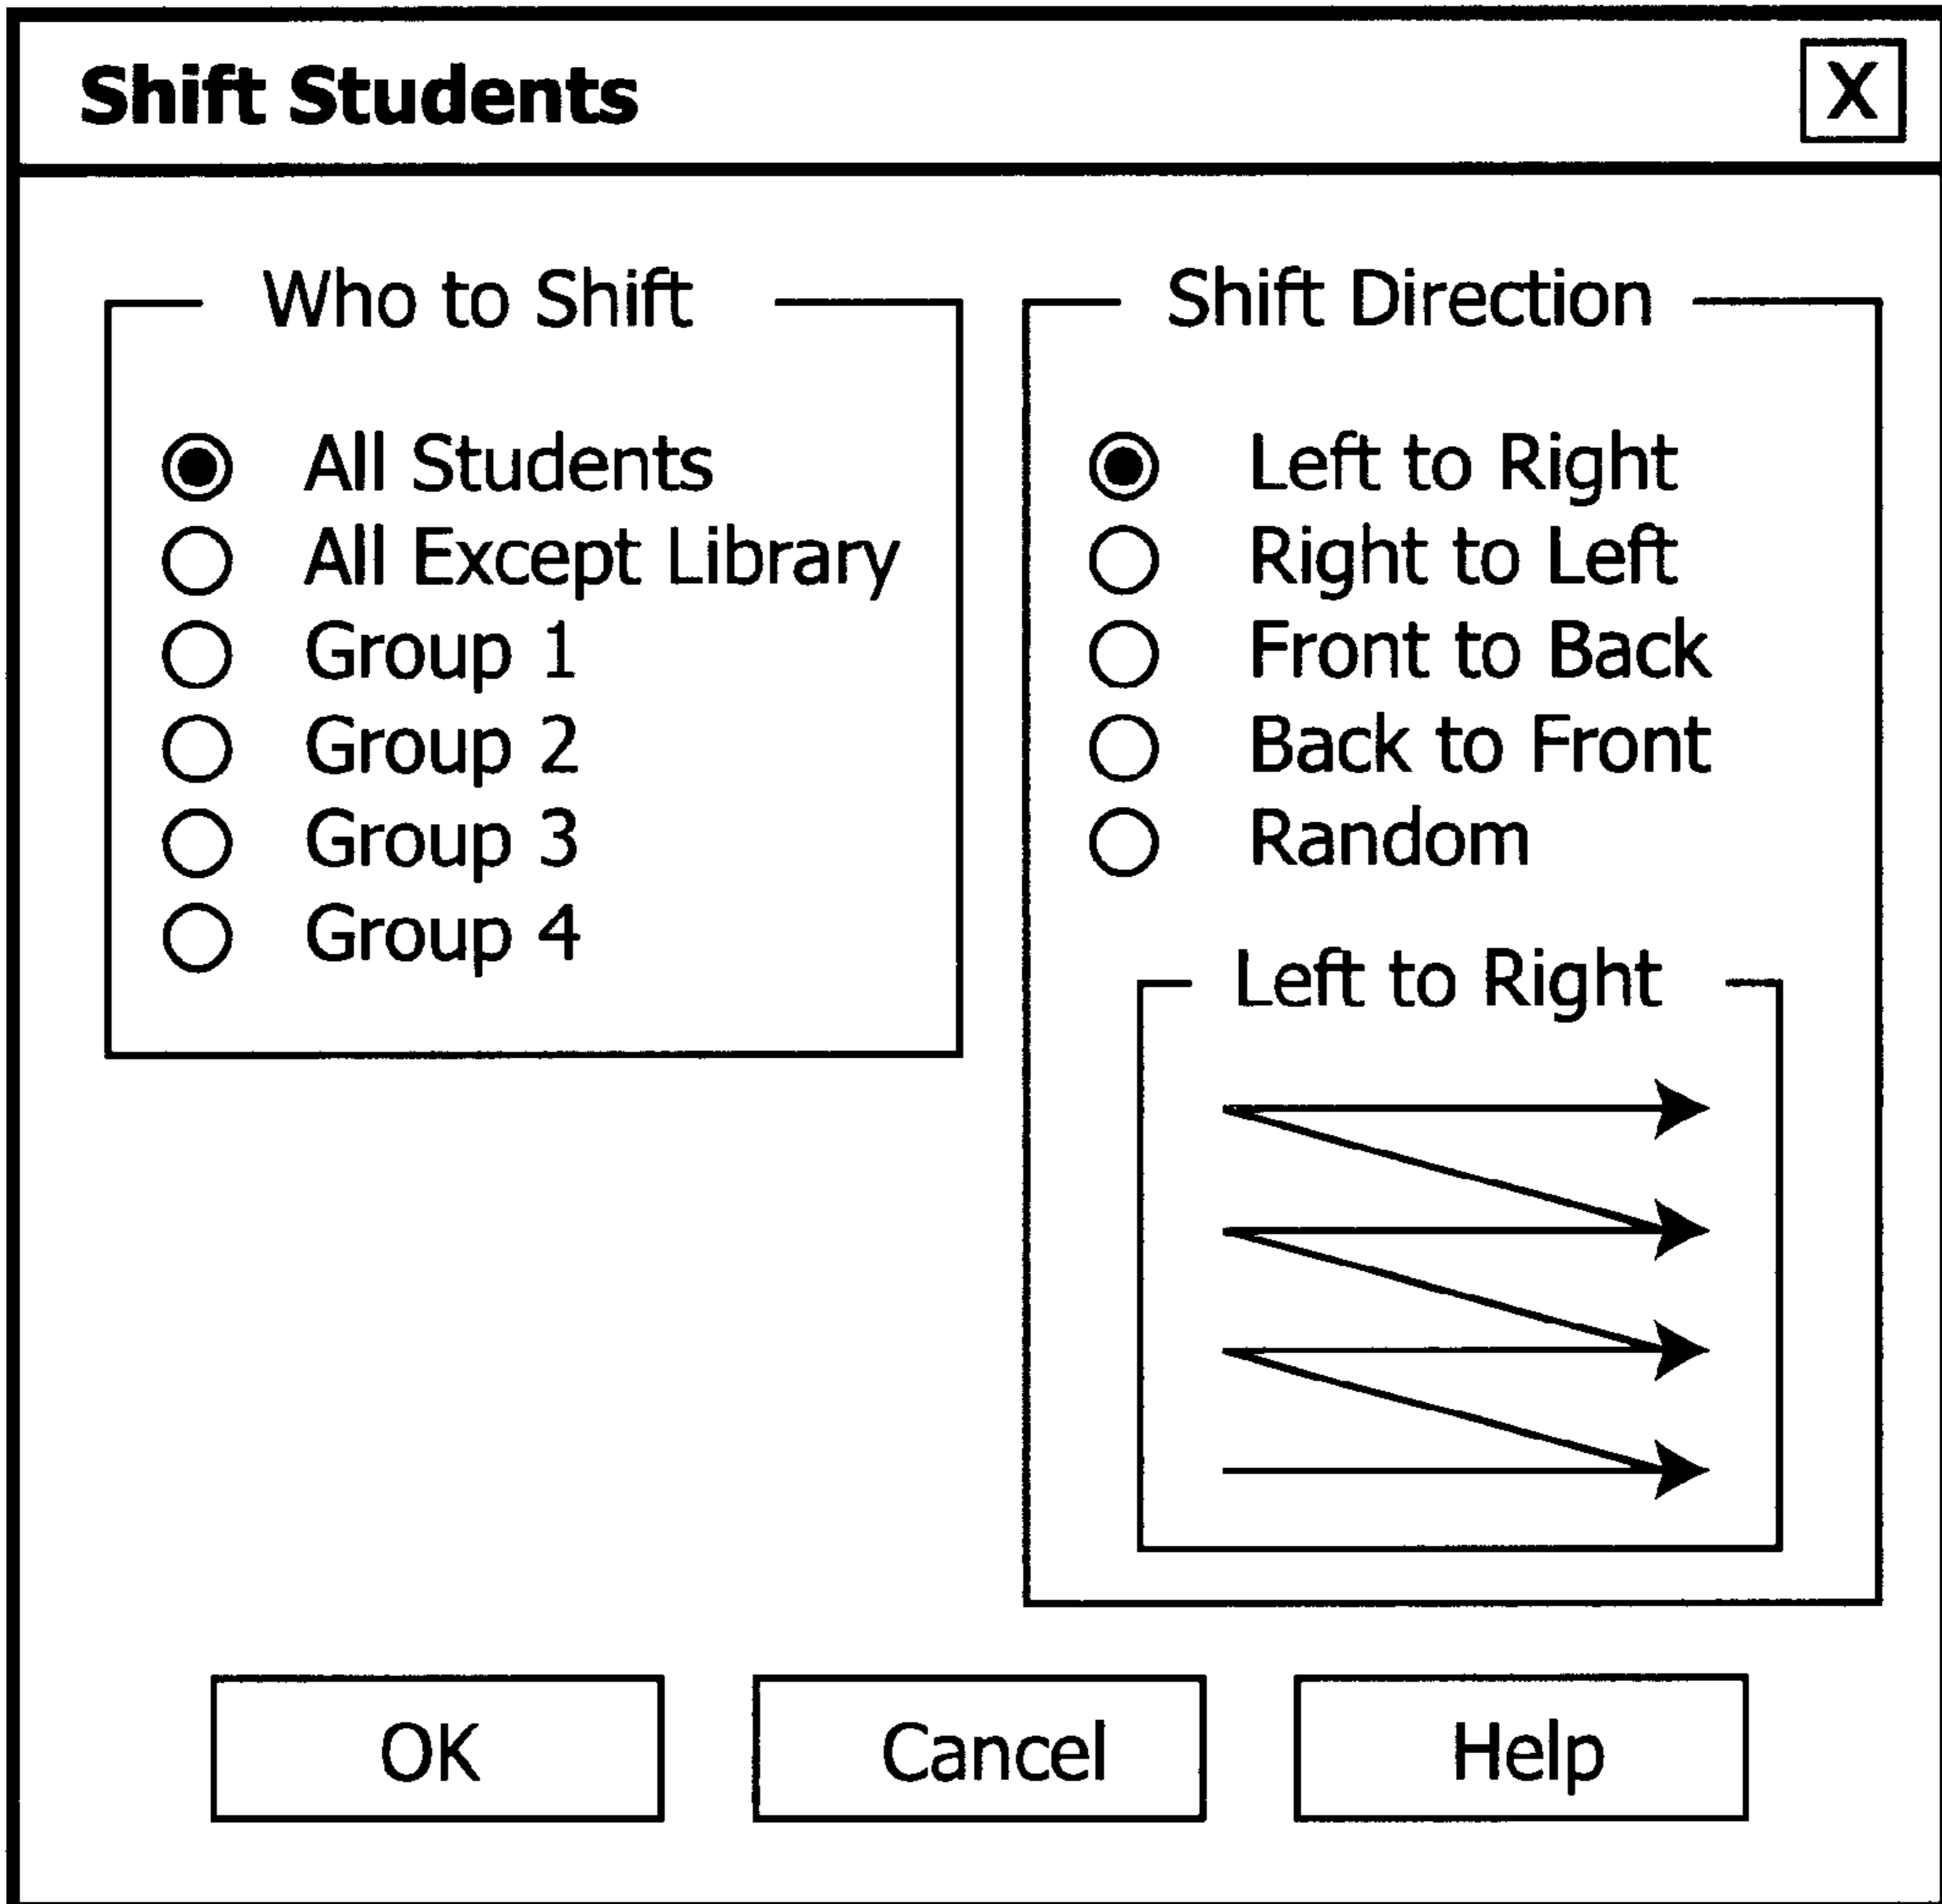 Shift Students
X
Who to Shift
All Students
All Except Library
Group 1
Group 2
Group 3
Group 4
Shift Direction
Left to Right
Right to Left
Front to Back
Back to Front
Random
Left to Right
OK
Cancel
Help